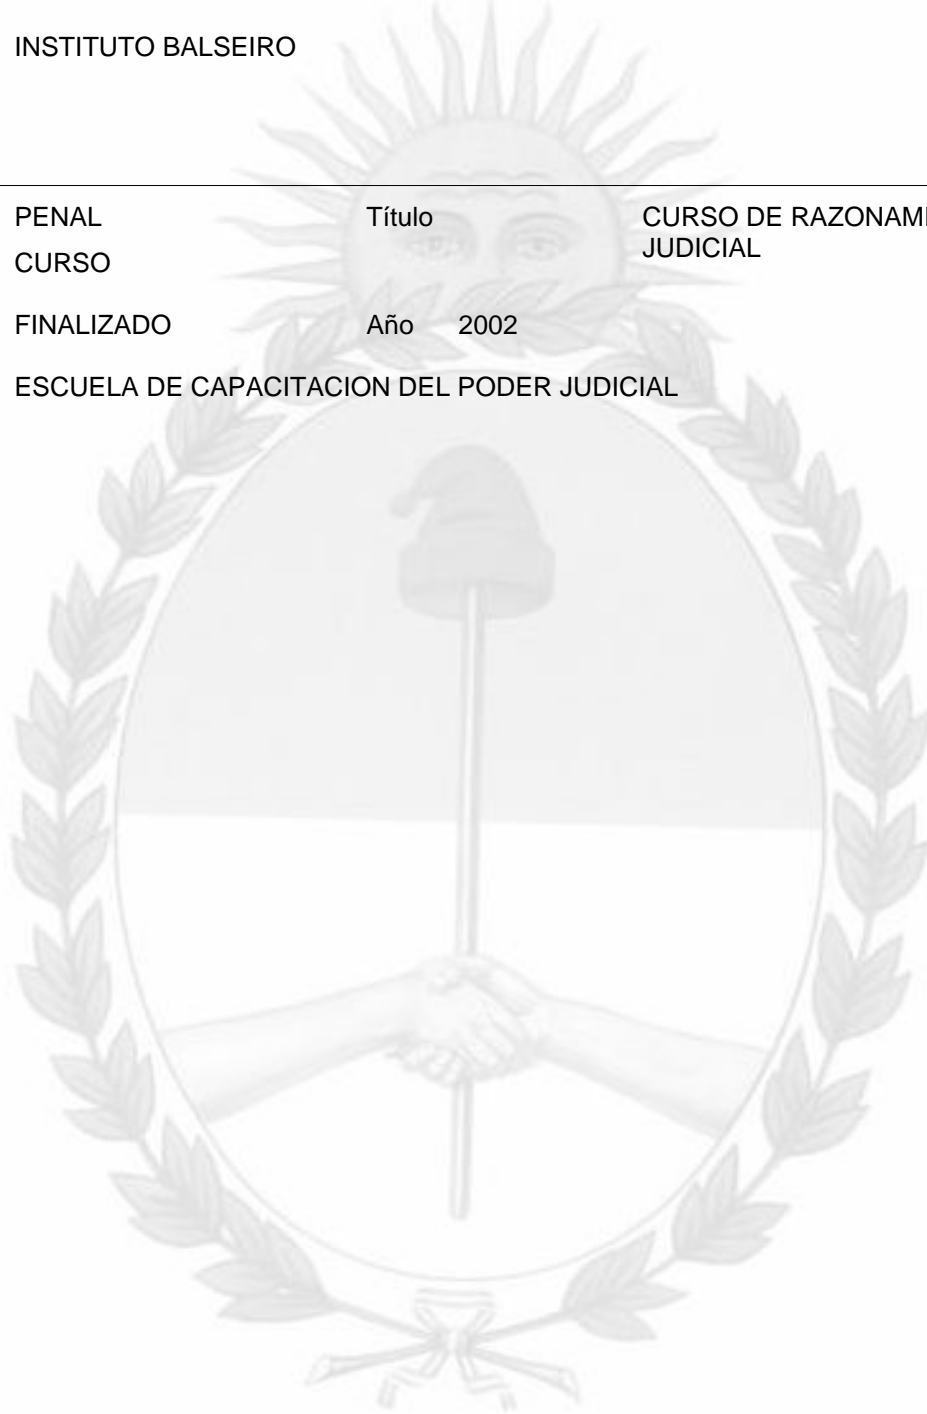 INSTITUTO BALSEIRO
PENAL Título CURSO DE RAZONAM
JUDICIAL
CURSO
FINALIZADO Año 2002
ESCUELA DE CAPACITACION DEL PODER JUDICIAL